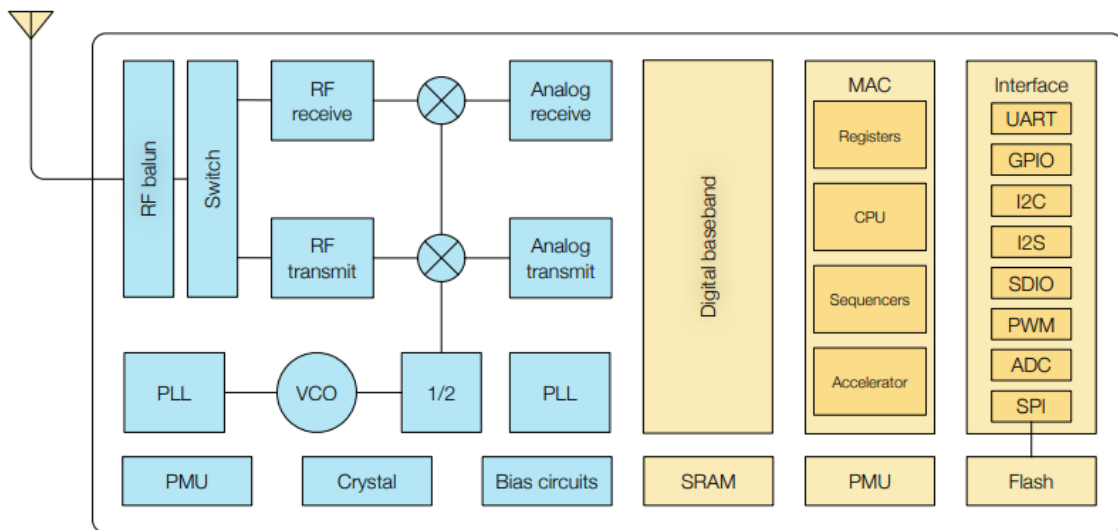 RF balun
Switch
RF
receive
Analog
receive
RF
transmit
Analog
transmit
PLL
VCO
1/2
PLL
PMU
Crystal
Bias circuits
Digital baseband
SRAM
MAC
Registers
CPU
Sequencers
Accelerator
PMU
Interface
UART
GPIO
I2C
I2S
SDIO
PWM
ADC
SPI
Flash